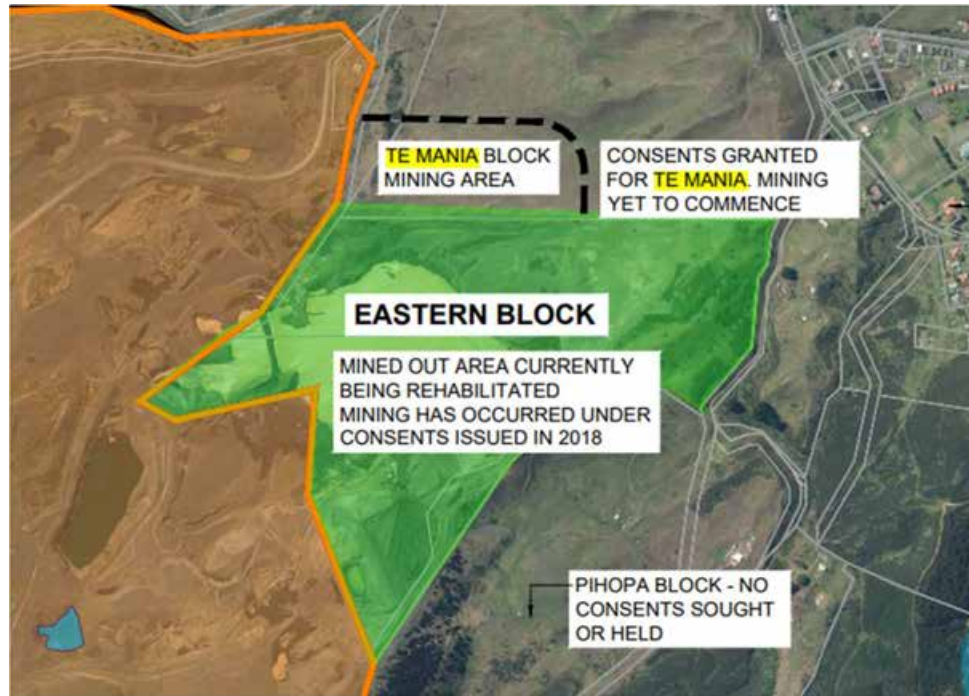 TE MANIA BLOCK
MINING AREA
CONSENTS GRANTED
FOR TE MANIA. MINING
YET TO COMMENCE
EASTERN BLOCK
MINED OUT AREA CURRENTLY
BEING REHABILITATED
MINING HAS OCCURRED UNDER
CONSENTS ISSUED IN 2018
PIHOPA BLOCK - NO
CONSENTS SOUGHT
OR HELD